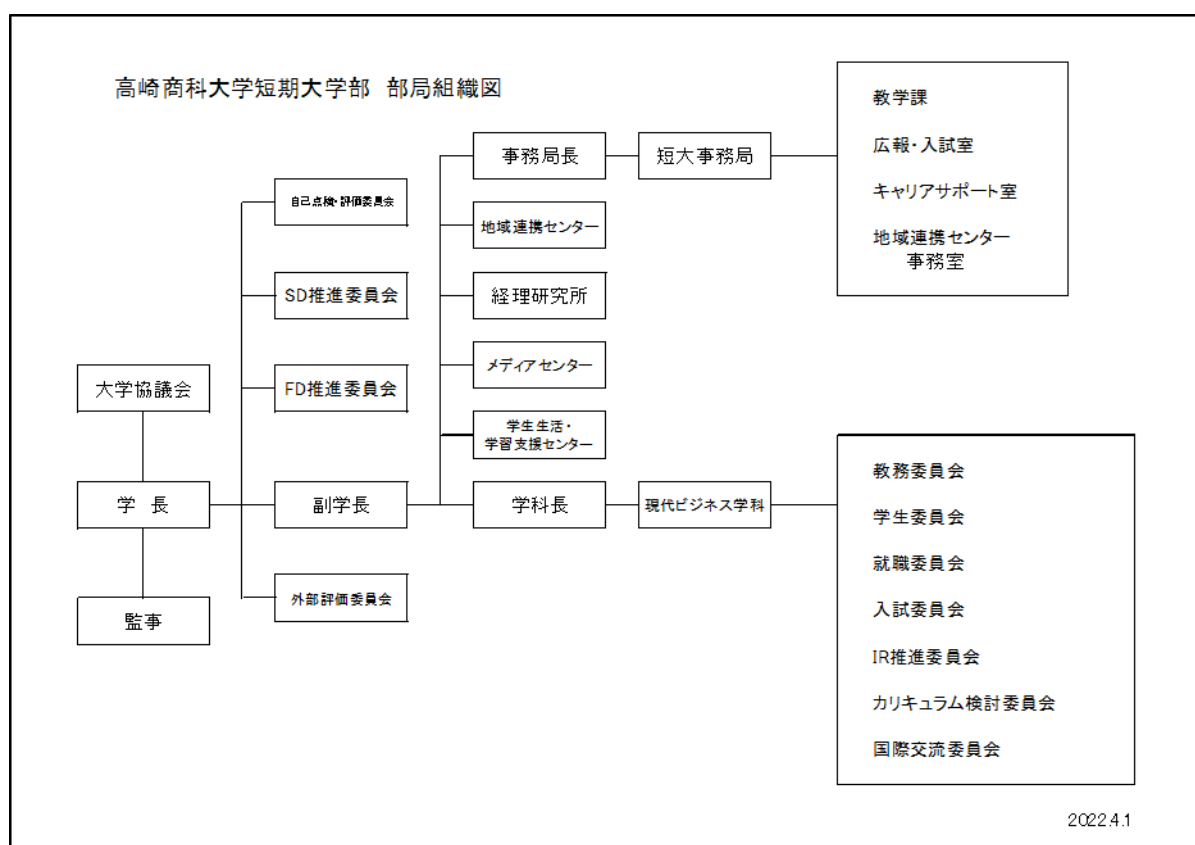 高崎商科大学短期大学部 部局組織図
事務局長
短大事務局
教学課
広報・入試室
キャリアサポート室
地域連携センター
事務室
自己点検・評価委員会
地域連携センター
SD推進委員会
経理研究所
大学協議会
FD推進委員会
メディアセンター
学生生活・
学習支援センター
学 長
副学長
学科長
現代ビジネス学科
監事
外部評価委員会
教務委員会
学生委員会
就職委員会
入試委員会
IR推進委員会
カリキュラム検討委員会
国際交流委員会
2022.4.1